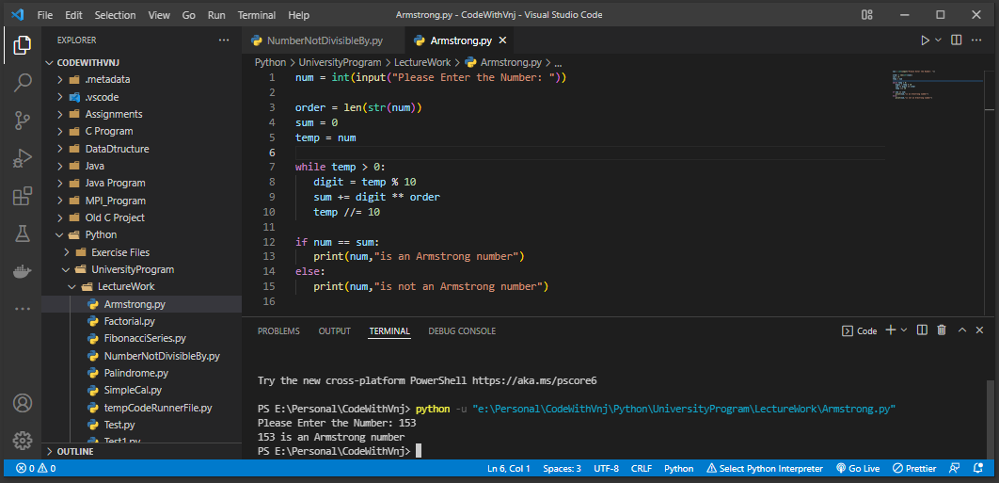 File Edit Selection View Go Run Terminal Help Armstrong.py - CodeWithVnj - Visual Studio Code
EXPLORER
CODEWITHVNJ
.metadata
.vscode
Assignments
C Program
DataDtructure
Java
Java Program
MPI_Program
Old C Project
Python
Exercise Files
UniversityProgram
LectureWork
Armstrong.py
Factorial.py
FibonacciSeries.py
NumberNotDivisibleBy.py
Palindrome.py
SimpleCal.py
tempCodeRunnerFile.py
Test.py
Test1.py
OUTLINE
NumberNotDivisibleBy.py Armstrong.py
Python > UniversityProgram > LectureWork > Armstrong.py > ...
1 num = int(input("Please Enter the Number: "))
2
3 order = len(str(num))
4 sum = 0
5 temp = num
6
7 while temp > 0:
8 digit = temp % 10
9 sum += digit ** order
10 temp //= 10
11
12 if num == sum:
13 print(num,"is an Armstrong number")
14 else:
15 print(num,"is not an Armstrong number")
16
PROBLEMS OUTPUT TERMINAL DEBUG CONSOLE Code
Try the new cross-platform PowerShell https://aka.ms/pscore6
PS E:\Personal\CodeWithVnj> python -u "e:\Personal\CodeWithVnj\Python\UniversityProgram\LectureWork\Armstrong.py"
Please Enter the Number: 153
153 is an Armstrong number
PS E:\Personal\CodeWithVnj>
0 0 Ln 6, Col 1 Spaces: 3 UTF-8 CRLF Python Select Python Interpreter Go Live Prettier